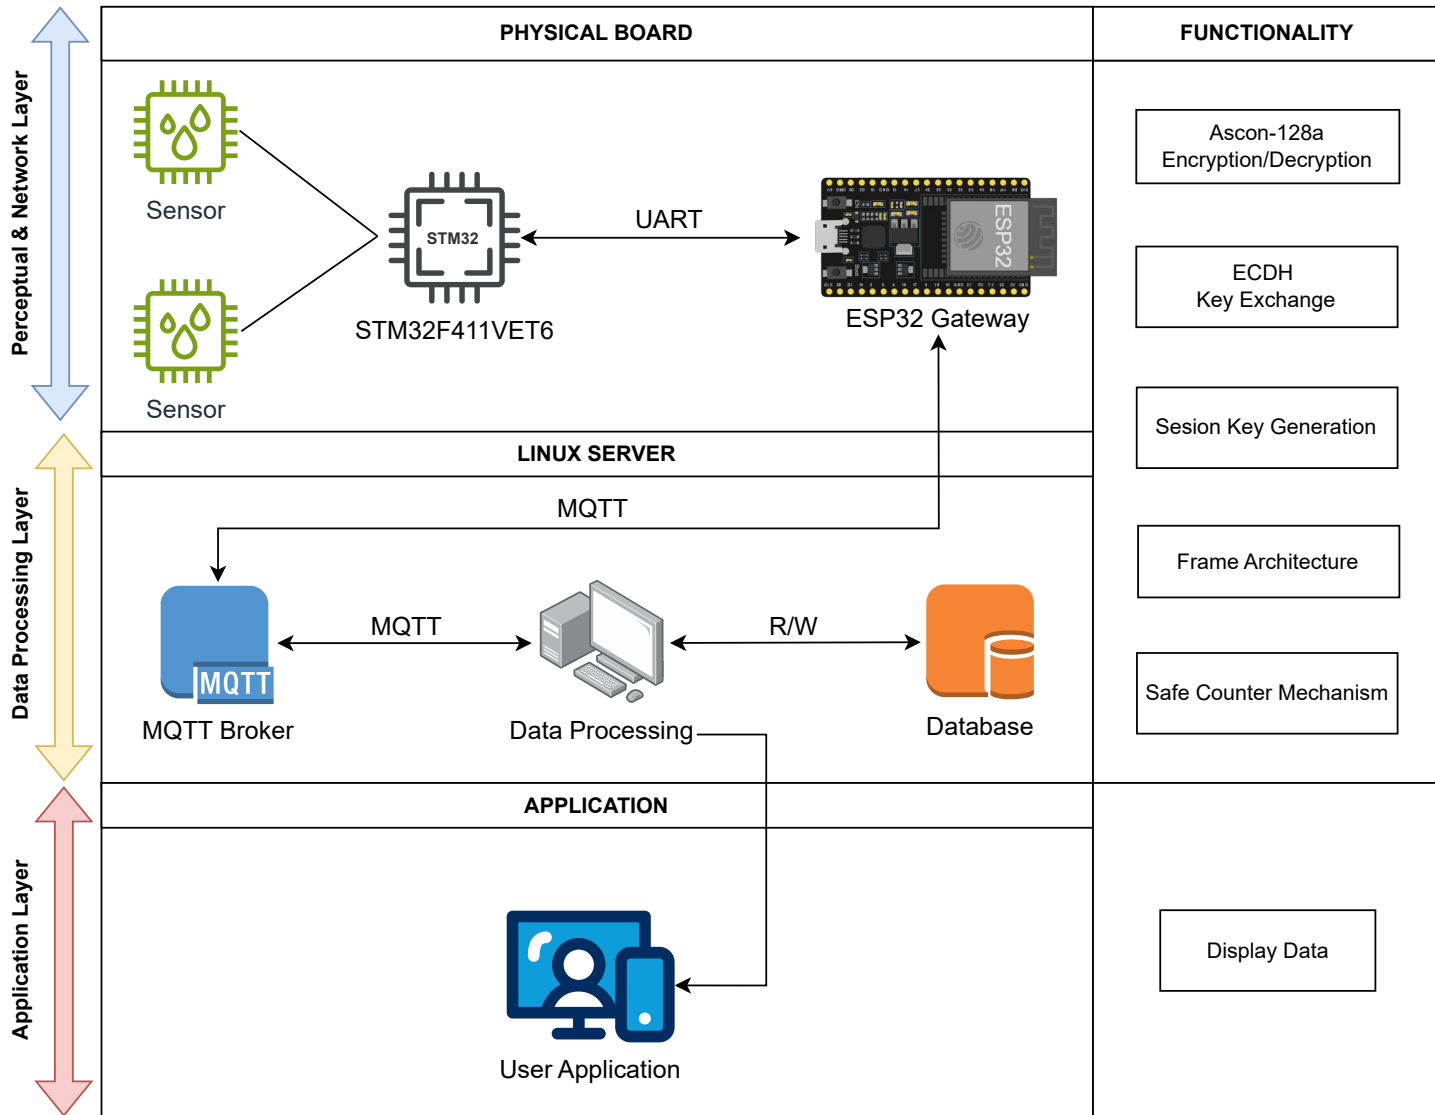 PHYSICAL BOARD
FUNCTIONALITY
Perceptual & Network Layer
Sensor
Sensor
STM32
STM32F411VET6
UART
ESP32
ESP32 Gateway
Ascon-128a
Encryption/Decryption
ECDH
Key Exchange
Sesion Key Generation
Frame Architecture
Safe Counter Mechanism
LINUX SERVER
Data Processing Layer
MQTT
MQTT
MQTT Broker
MQTT
Data Processing
R/W
Database
APPLICATION
Application Layer
User Application
Display Data